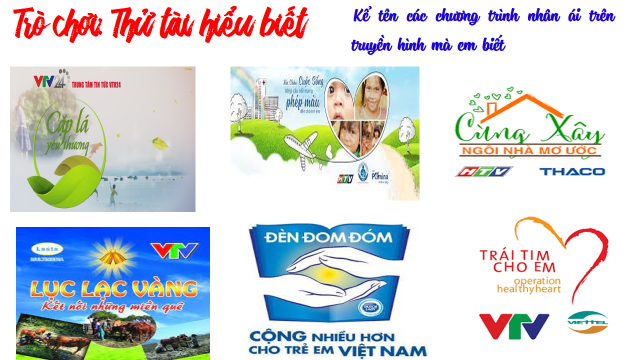 Trò chơi: Thử tài hiểu biết
Kể tên các chương trình nhân ái trên
truyền hình mà em biết
VTV24
TRUNG TÂM TIN TỨC VTV24
Cặp lá
yêu thương
Cuộc Sống
phép màu
HTV
Cùng Xây
NGÔI NHÀ MƠ ƯỚC
HTV THACO
VTV
LỤC LẠC VÀNG
Kết nối những miền quê
ĐÈN ĐOM ĐÓM
CỘNG NHIỀU HƠN
CHO TRẺ EM VIỆT NAM
TRÁI TIM
CHO EM
operation
healthyheart
VTV VIETTEL